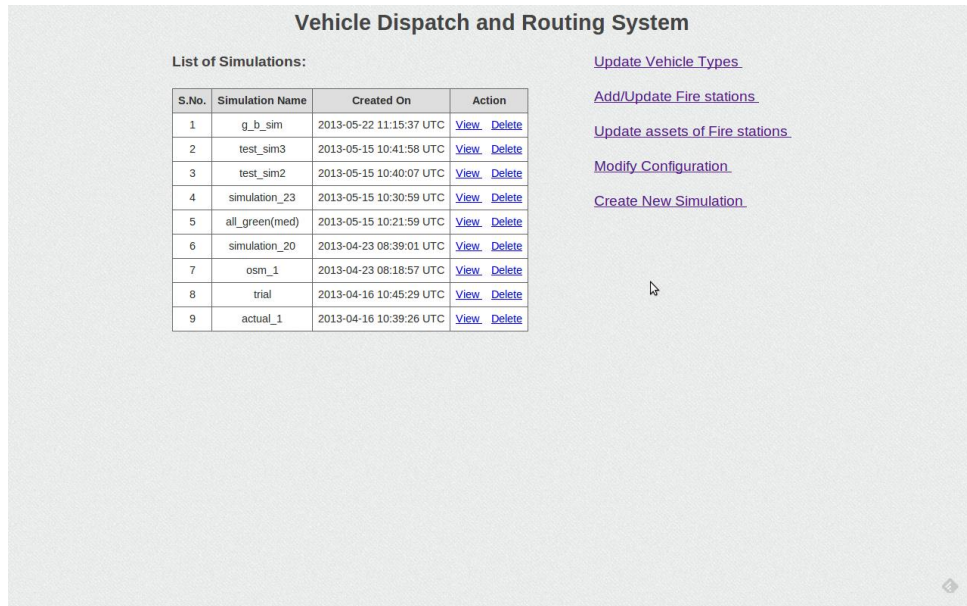 Vehicle Dispatch and Routing System
List of Simulations:
S.No. Simulation Name Created On Action
1 g_b_sim 2013-05-22 11:15:37 UTC View Delete
2 test_sim3 2013-05-15 10:41:58 UTC View Delete
3 test_sim2 2013-05-15 10:40:07 UTC View Delete
4 simulation_23 2013-05-15 10:30:59 UTC View Delete
5 all_green(med) 2013-05-15 10:21:59 UTC View Delete
6 simulation_20 2013-04-23 08:39:01 UTC View Delete
7 osm_1 2013-04-23 08:18:57 UTC View Delete
8 trial 2013-04-16 10:45:29 UTC View Delete
9 actual_1 2013-04-16 10:39:26 UTC View Delete
Update Vehicle Types
Add/Update Fire stations
Update assets of Fire stations
Modify Configuration
Create New Simulation